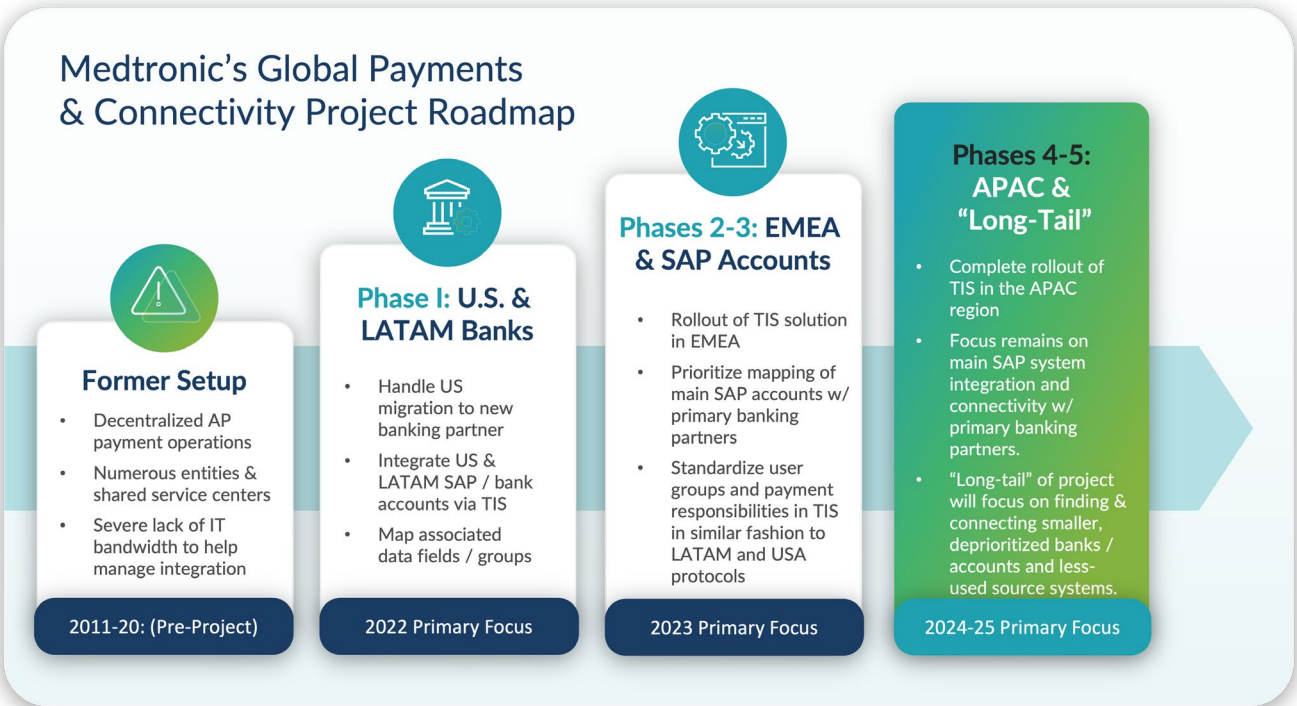 Medtronic's Global Payments
& Connectivity Project Roadmap
Former Setup
• Decentralized AP
payment operations
• Numerous entities &
shared service centers
• Severe lack of IT
bandwidth to help
manage integration
2011-20: (Pre-Project)
Phase I: U.S. &
LATAM Banks
• Handle US
migration to new
banking partner
• Integrate US &
LATAM SAP / bank
accounts via TIS
• Map associated
data fields / groups
2022 Primary Focus
Phases 2-3: EMEA
& SAP Accounts
• Rollout of TIS solution
in EMEA
• Prioritize mapping of
main SAP accounts w/
primary banking
partners
• Standardize user
groups and payment
responsibilities in TIS
in similar fashion to
LATAM and USA
protocols
2023 Primary Focus
Phases 4-5:
APAC &
“Long-Tail”
• Complete rollout of
TIS in the APAC
region
• Focus remains on
main SAP system
integration and
connectivity w/
primary banking
partners.
• “Long-tail” of project
will focus on finding &
connecting smaller,
deprioritized banks /
accounts and less-
used source systems.
2024-25 Primary Focus